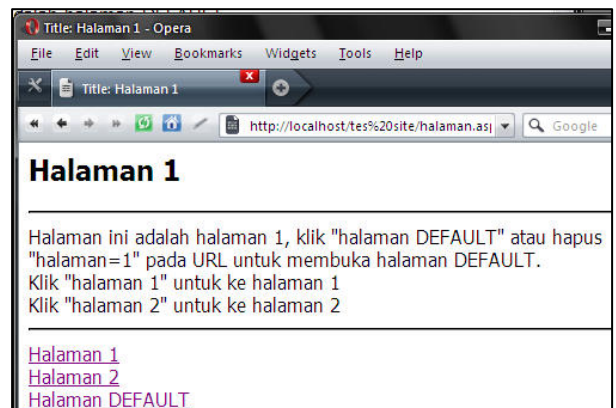 Title: Halaman 1 - Opera
File Edit View Bookmarks Widgets Tools Help
Title: Halaman 1
http://localhost/tes%20site/halaman.as
Google
Halaman 1
Halaman ini adalah halaman 1, klik "halaman DEFAULT" atau hapus
"halaman=1" pada URL untuk membuka halaman DEFAULT.
Klik "halaman 1" untuk ke halaman 1
Klik "halaman 2" untuk ke halaman 2
Halaman 1
Halaman 2
Halaman DEFAULT